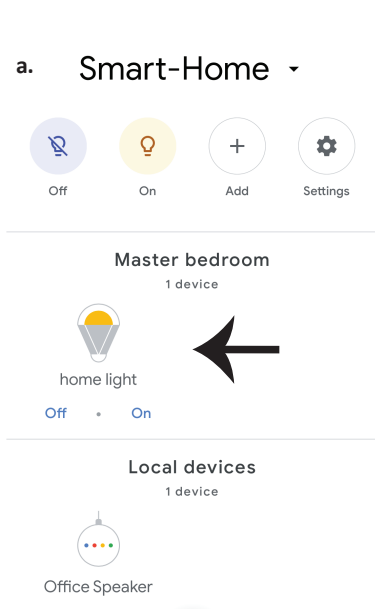 a. Smart-Home
Off On Add Settings
Master bedroom
1 device
home light
Off • On
Local devices
1 device
Office Speaker